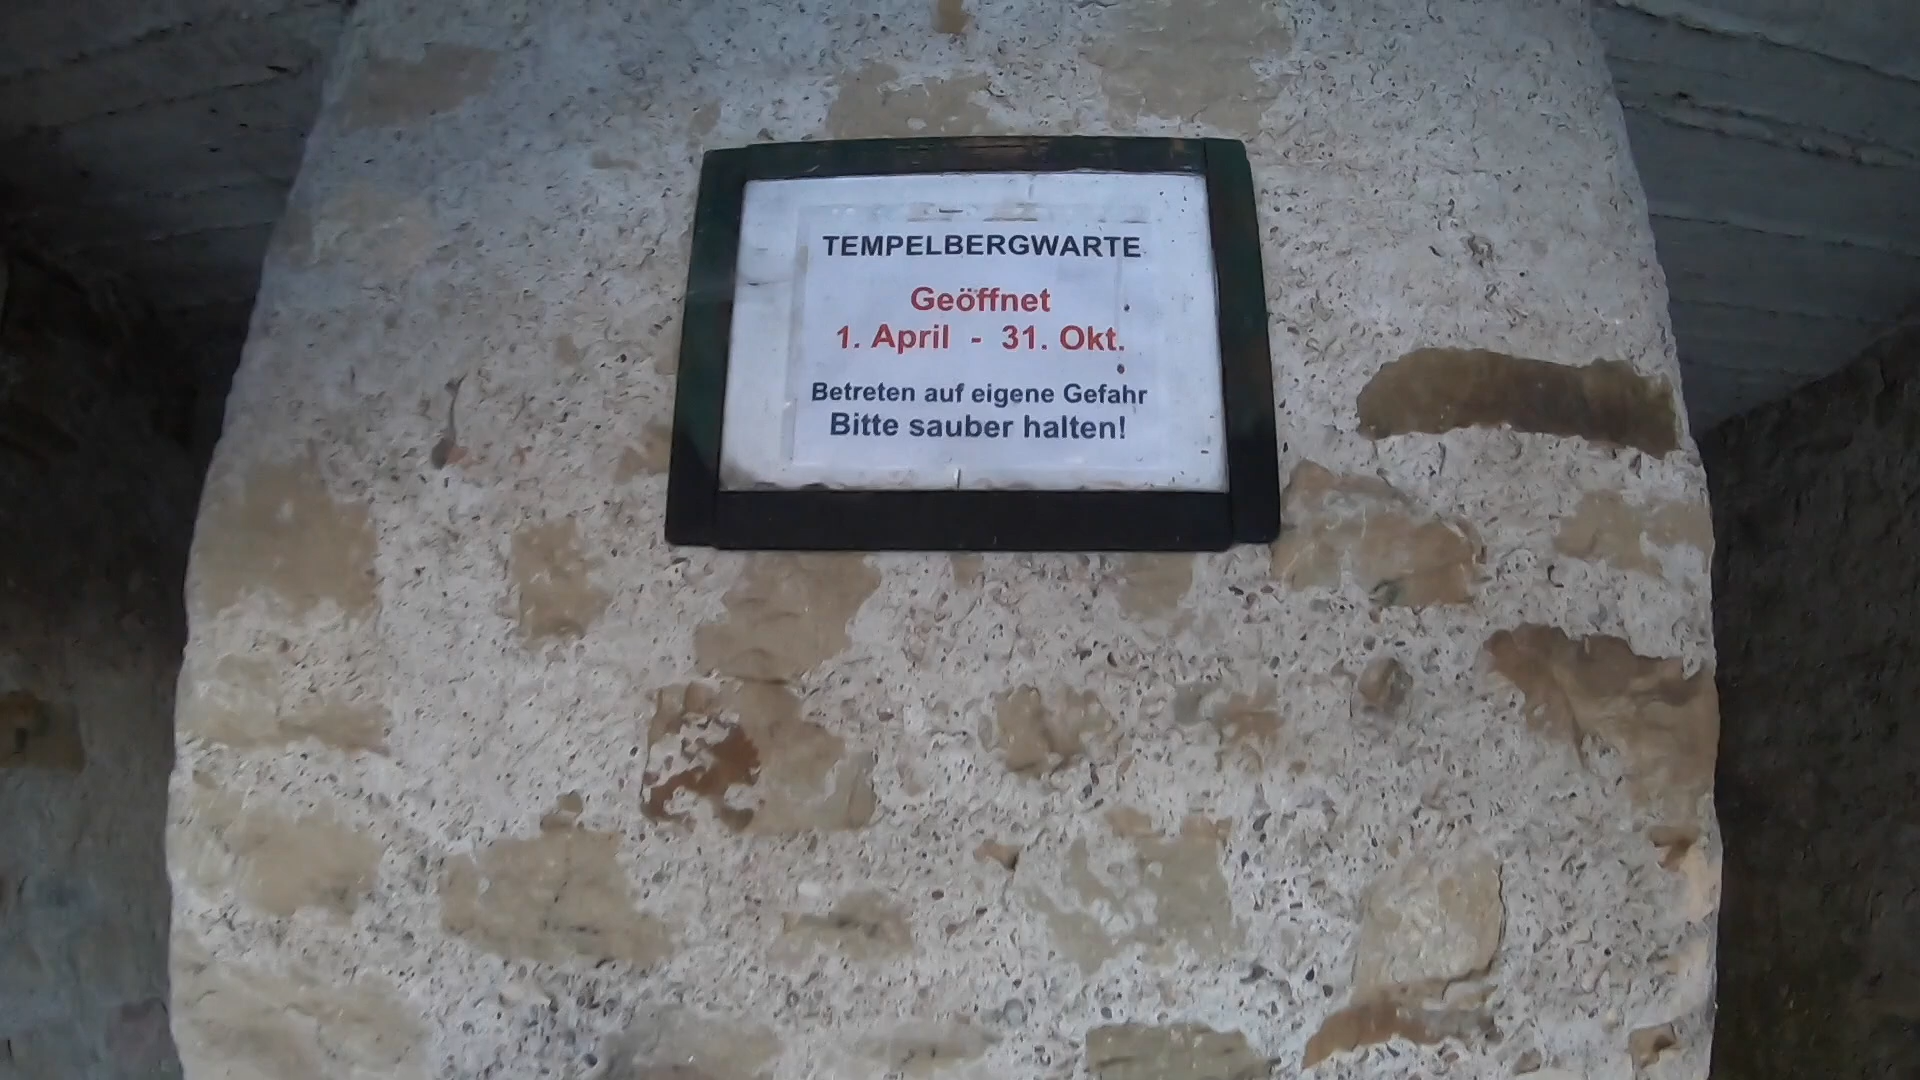 TEMPELBERGWARTE
Geöffnet
1. April - 31. Okt.
Betreten auf eigene Gefahr
Bitte sauber halten!